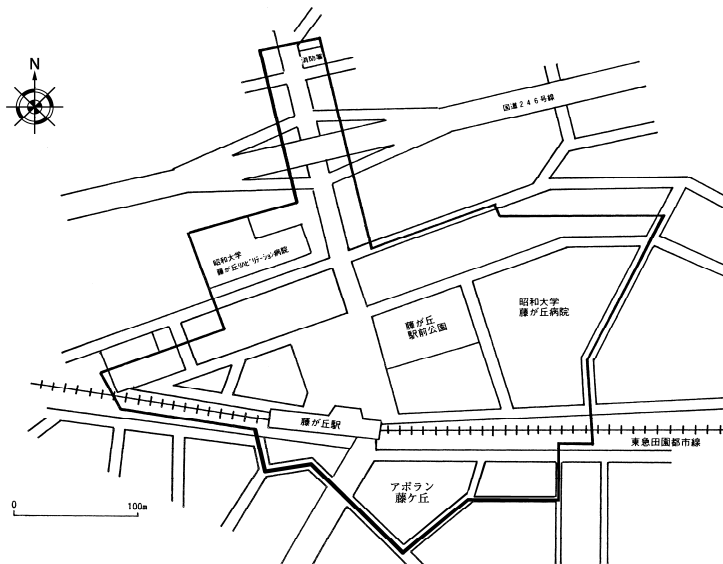 消防署
N
国道246号線
昭和大学
藤が丘リハビリテーション病院
昭和大学
藤が丘病院
藤が丘
駅前公園
藤が丘駅
東急田園都市線
アポラン
藤ケ丘
0 100m